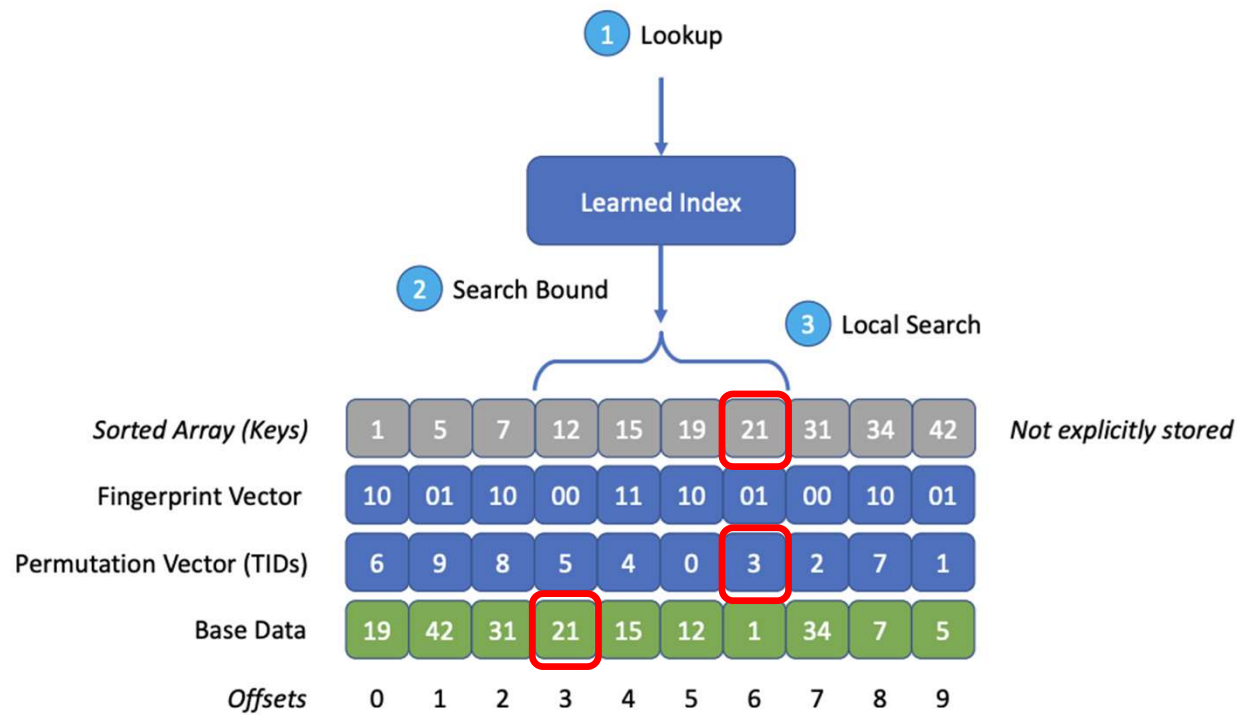 1 Lookup
Learned Index
2 Search Bound
3 Local Search
Sorted Array (Keys) 1 5 7 12 15 19 21 31 34 42 Not explicitly stored
Fingerprint Vector 10 01 10 00 11 10 01 00 10 01
Permutation Vector (TIDs) 6 9 8 5 4 0 3 2 7 1
Base Data 19 42 31 21 15 12 1 34 7 5
Offsets 0 1 2 3 4 5 6 7 8 9